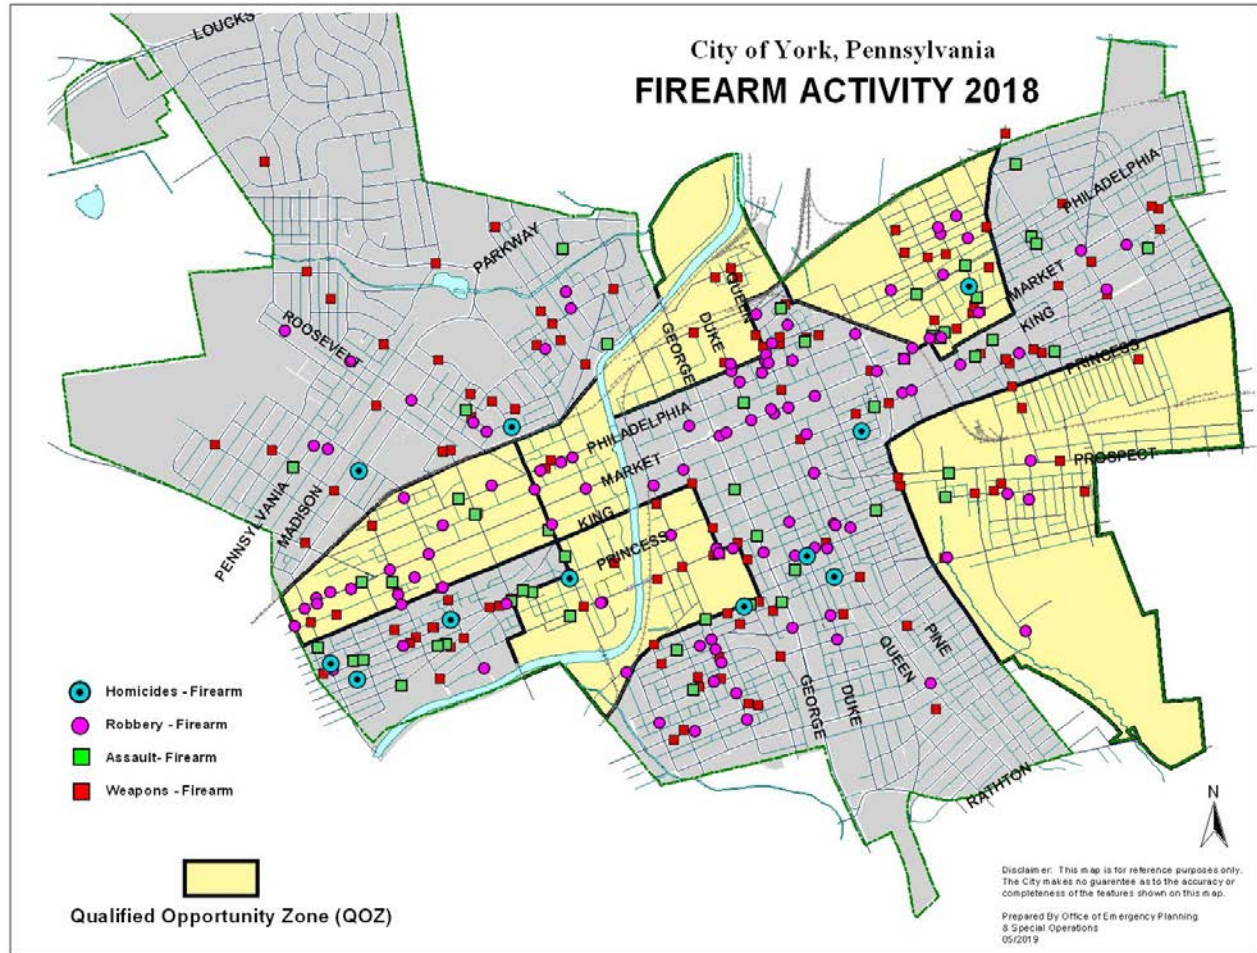 City of York, Pennsylvania
FIREARM ACTIVITY 2018
LOUCKS
PHILADELPHIA
PARKWAY
QUEEN
MARKET
DUKE
KING
ROOSEVELT
GEORGE
PRINCESS
PHILADELPHIA
MARKET
PROSPECT
PENNSYLVANIA
MADISON
KING
PRINCESS
PINE
QUEEN
DUKE
GEORGE
RATHTON
Homicides - Firearm
Robbery - Firearm
Assault- Firearm
Weapons - Firearm
N
Qualified Opportunity Zone (QOZ)
Disclaimer: This map is for reference purposes only.
The City makes no guarentee as to the accuracy or
completeness of the features shown on this map.
Prepared By Office of Emergency Planning
& Special Operations
05/2019